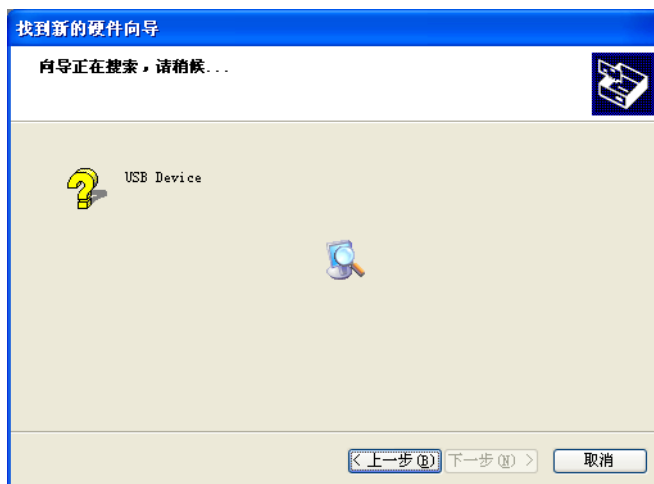 找到新的硬件向导
向导正在搜索，请稍候...
USB Device
< 上一步(B)
下一步(N) >
取消